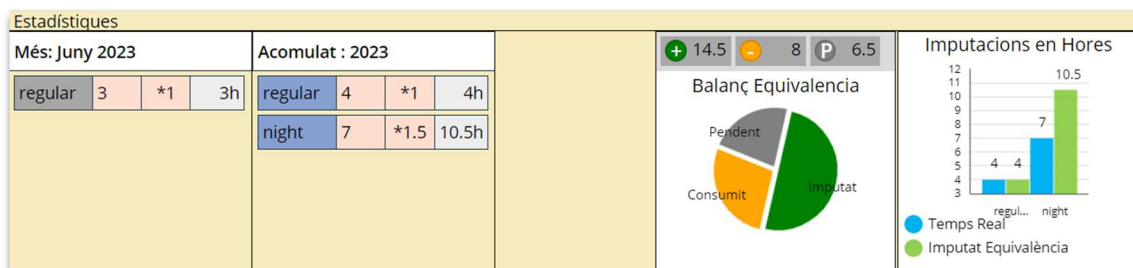 Estadístiques
Més: Juny 2023
regular 3 *1 3h
Acomulat : 2023
regular 4 *1 4h
night 7 *1.5 10.5h
+ 14.5 - 8 P 6.5
Balanç Equivalencia
Pendent
Consumit
Imputat
Imputacions en Hores
12
11
10
9
8
7
6
5
4
3
4 4 7 10.5
regul... night
Temps Real
Imputat Equivalència